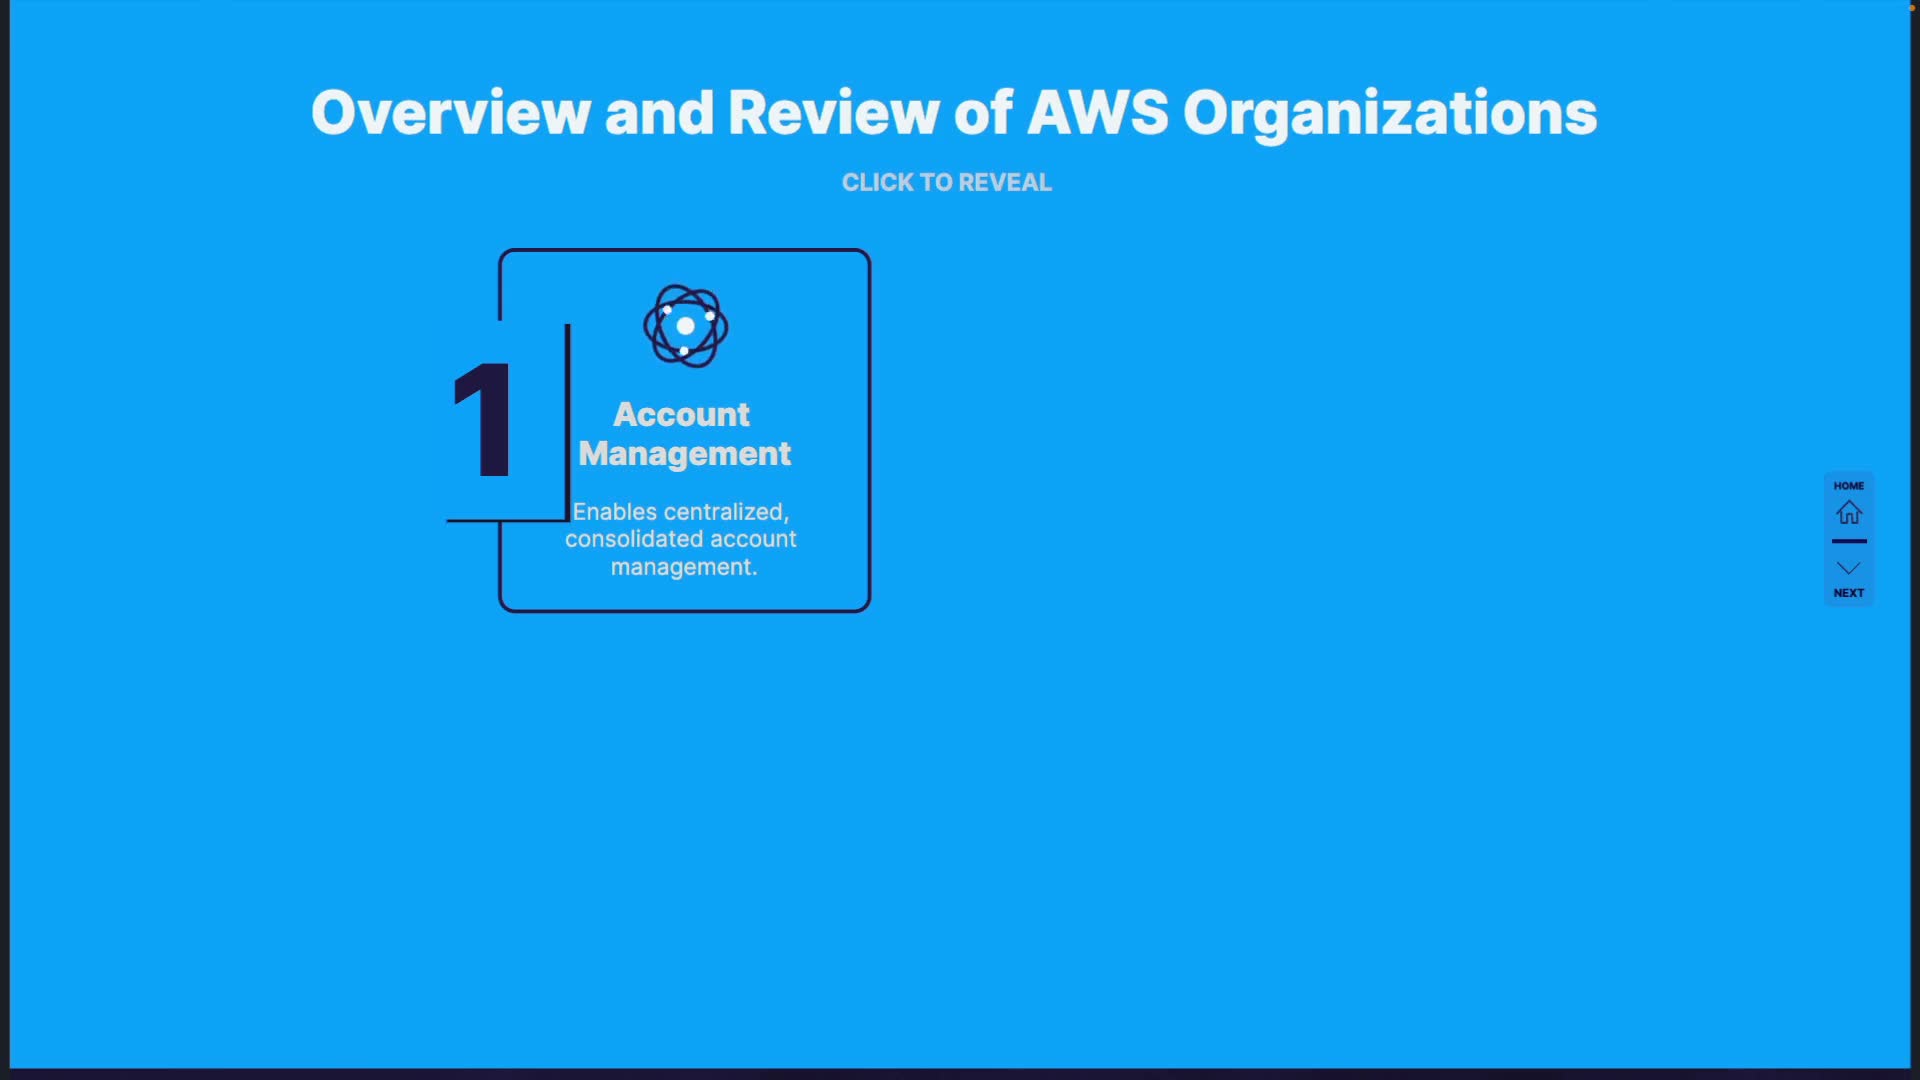 Overview and Review of AWS Organizations
CLICK TO REVEAL
1
Account
Management
Enables centralized,
consolidated account
management.
HOME
NEXT